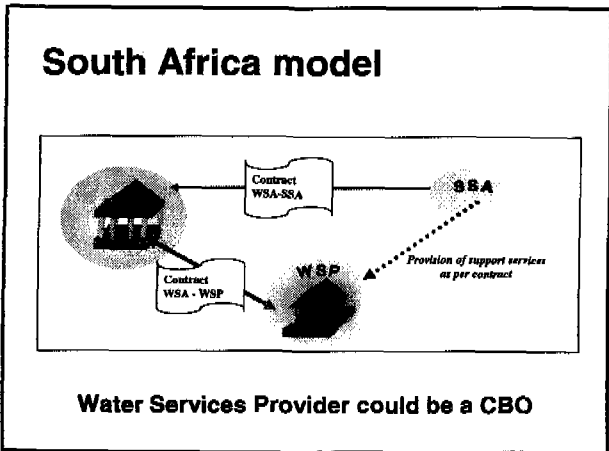 South Africa model
Contract
WSA-SSA
SSA
Contract
WSA - WSP
WSP
Provision of support services
as per contract
Water Services Provider could be a CBO